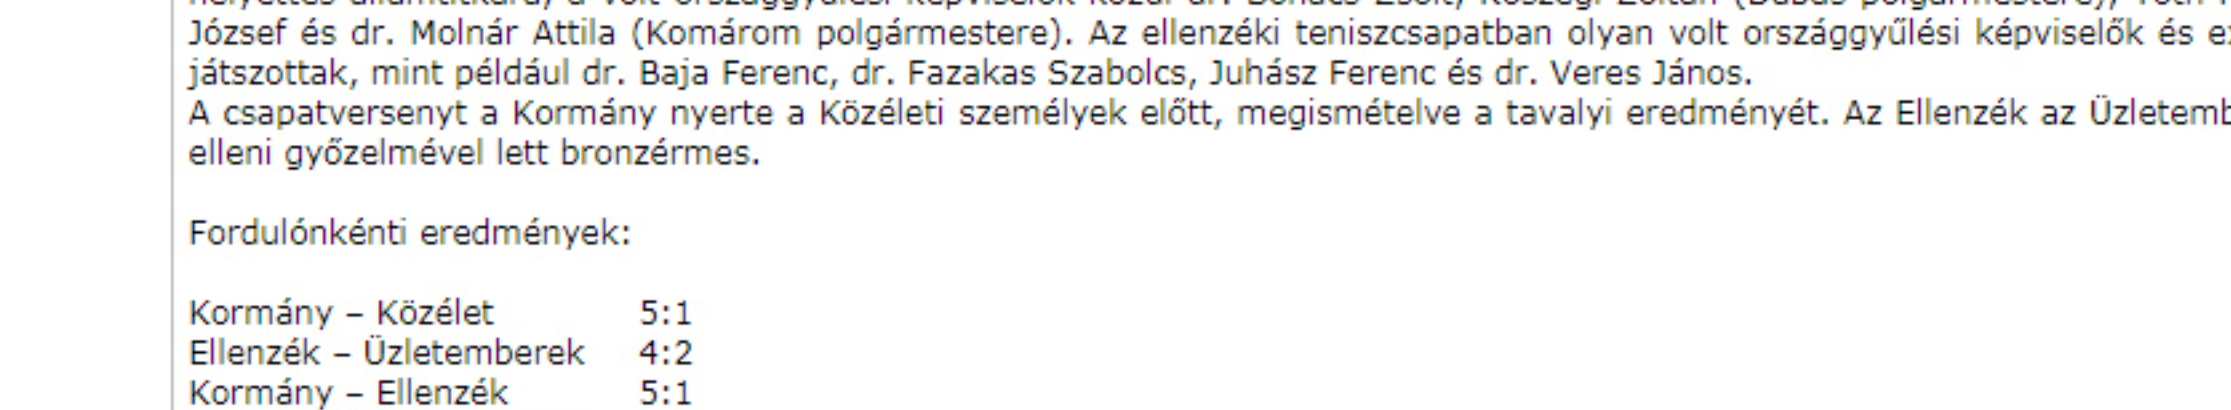 József és dr. Molnár Attila (Komárom polgármestere). Az ellenzéki teniszcsapatban olyan volt országgyűlési képviselők és
játszottak, mint például dr. Baja Ferenc, dr. Fazakas Szabolcs, Juhász Ferenc és dr. Veres János.
A csapatversenyt a Kormány nyerte a Közéleti személyek előtt, megismételve a tavalyi eredményét. Az Ellenzék az Üzletemb
elleni győzelmével lett bronzérmes.
Fordulónkénti eredmények:
Kormány – Közélet 5:1
Ellenzék – Üzletemberek 4:2
Kormány – Ellenzék 5:1